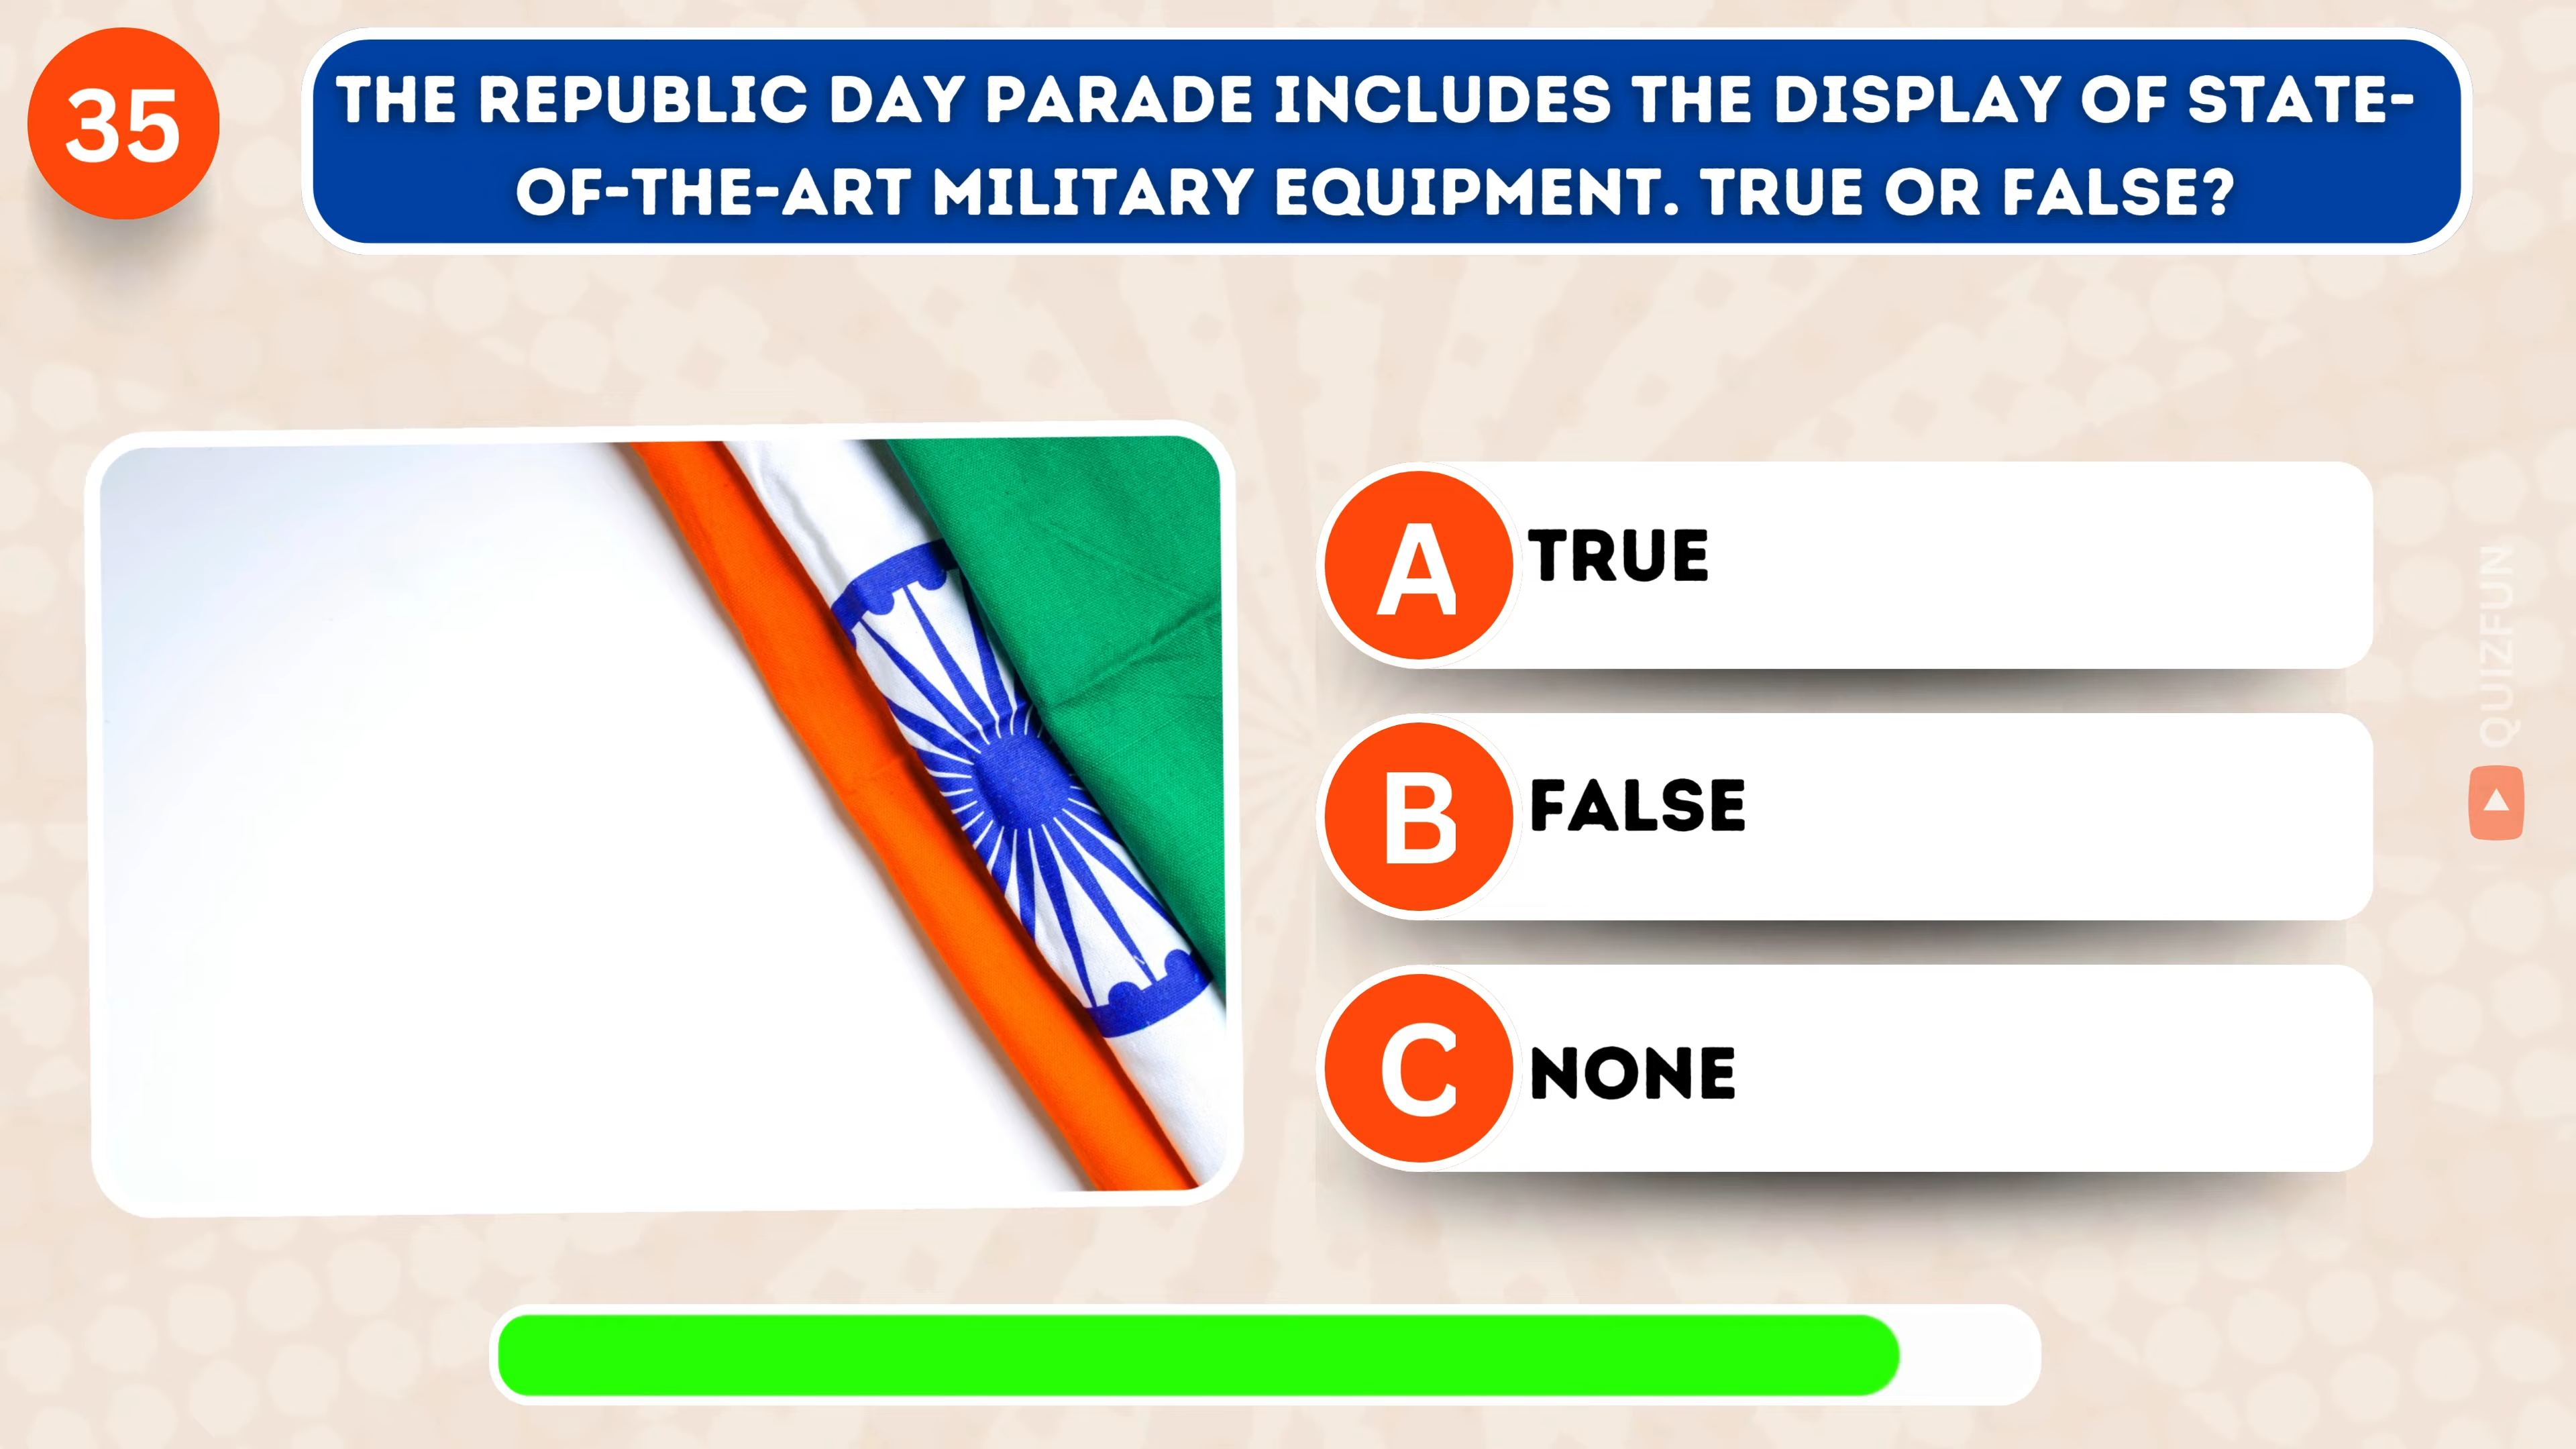 35
THE REPUBLIC DAY PARADE INCLUDES THE DISPLAY OF STATE-
OF-THE-ART MILITARY EQUIPMENT. TRUE OR FALSE?
A TRUE
B FALSE
C NONE
QUIZFUN